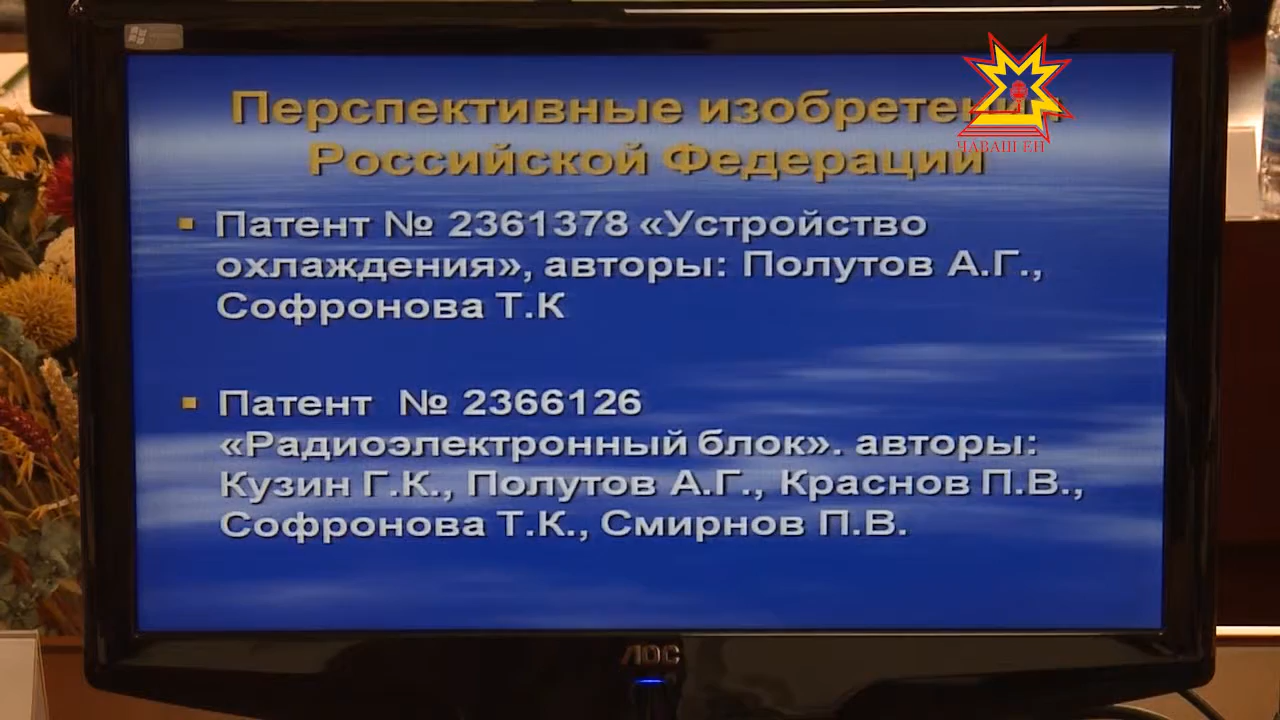 Перспективные изобретения
Российской Федерации
ЧĂВАШ ЕН
Патент № 2361378 «Устройство
охлаждения», авторы: Полутов А.Г.,
Софронова Т.К
Патент № 2366126
«Радиоэлектронный блок». авторы:
Кузин Г.К., Полутов А.Г., Краснов П.В.,
Софронова Т.К., Смирнов П.В.
AOC